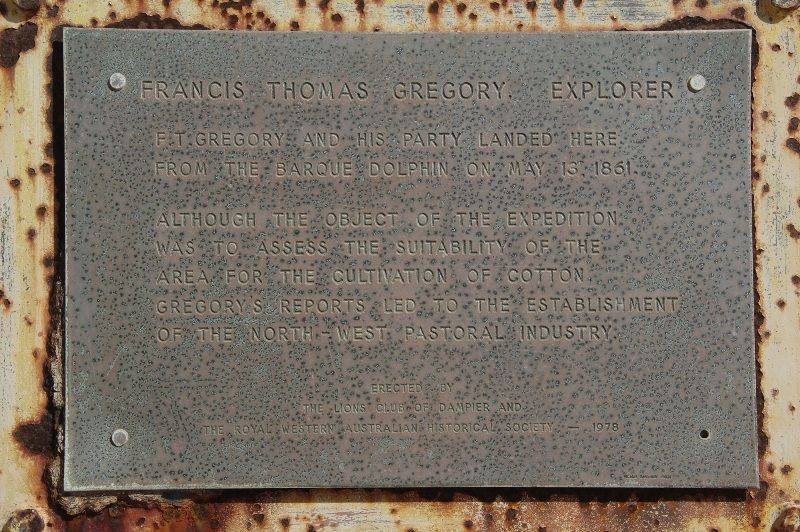 FRANCIS THOMAS GREGORY. EXPLORER
F.T. GREGORY AND HIS PARTY LANDED HERE
FROM THE BARQUE DOLPHIN ON MAY 13. 1861.
ALTHOUGH THE OBJECT OF THE EXPEDITION
WAS TO ASSESS THE SUITABILITY OF THE
AREA FOR THE CULTIVATION OF COTTON.
GREGORY'S REPORTS LED TO THE ESTABLISHMENT
OF THE NORTH-WEST PASTORAL INDUSTRY.
ERECTED BY
THE LIONS CLUB OF DAMPIER AND
THE ROYAL WESTERN AUSTRALIAN HISTORICAL SOCIETY — 1978